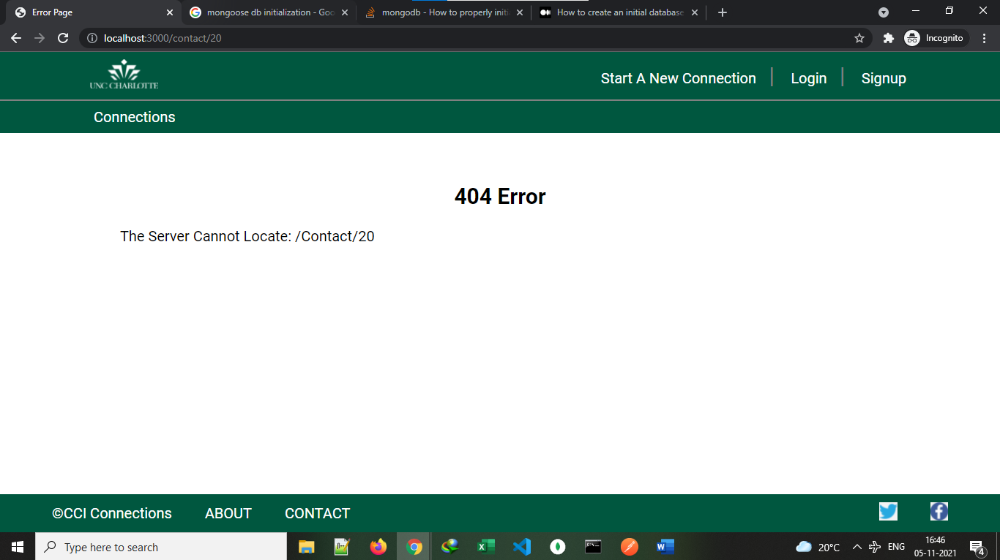 Error Page
mongoose db initialization - Goo
mongodb - How to properly initi
How to create an initial database
localhost:3000/contact/20
Incognito
UNC CHARLOTTE
Start A New Connection
Login
Signup
Connections
404 Error
The Server Cannot Locate: /Contact/20
©CCI Connections
ABOUT
CONTACT
Type here to search
20°C
ENG
16:46
05-11-2021
4